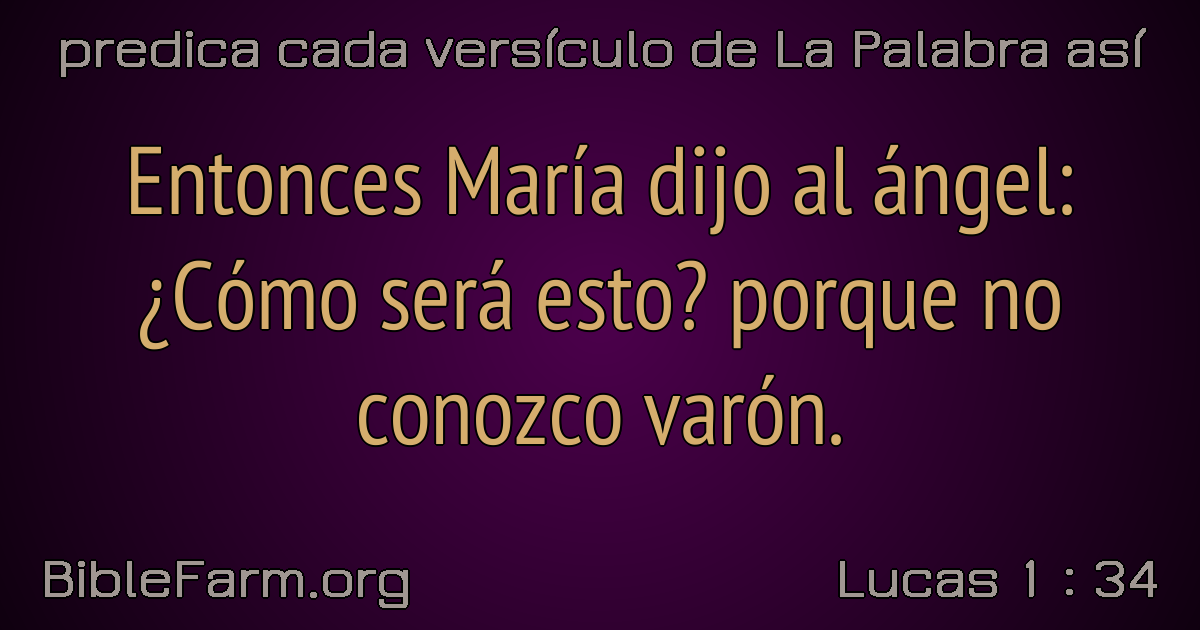 predica cada versículo de La Palabra así
Entonces María dijo al ángel:
¿Cómo será esto? porque no
conozco varón.
BibleFarm.org
Lucas 1 : 34